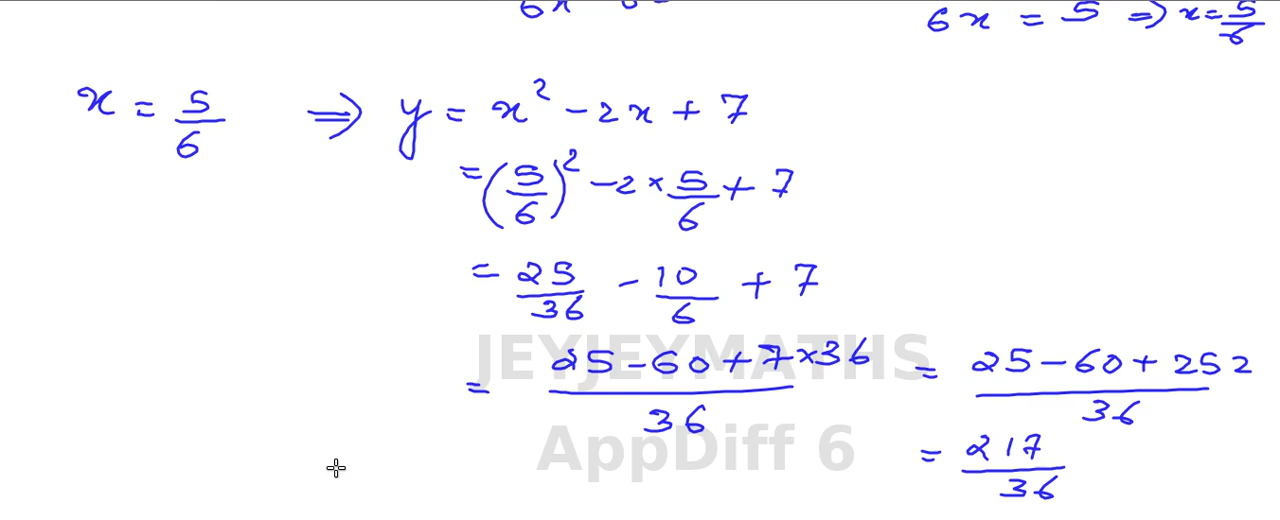 6x = 5 ⇒ x = 5/6
x = 5/6 ⇒ y = x² - 2x + 7
= (5/6)² - 2 × 5/6 + 7
= 25/36 - 10/6 + 7
JEYJEYMATHS
= (25 - 60 + 7×36)/36 = (25 - 60 + 252)/36
AppDiff 6
= 217/36